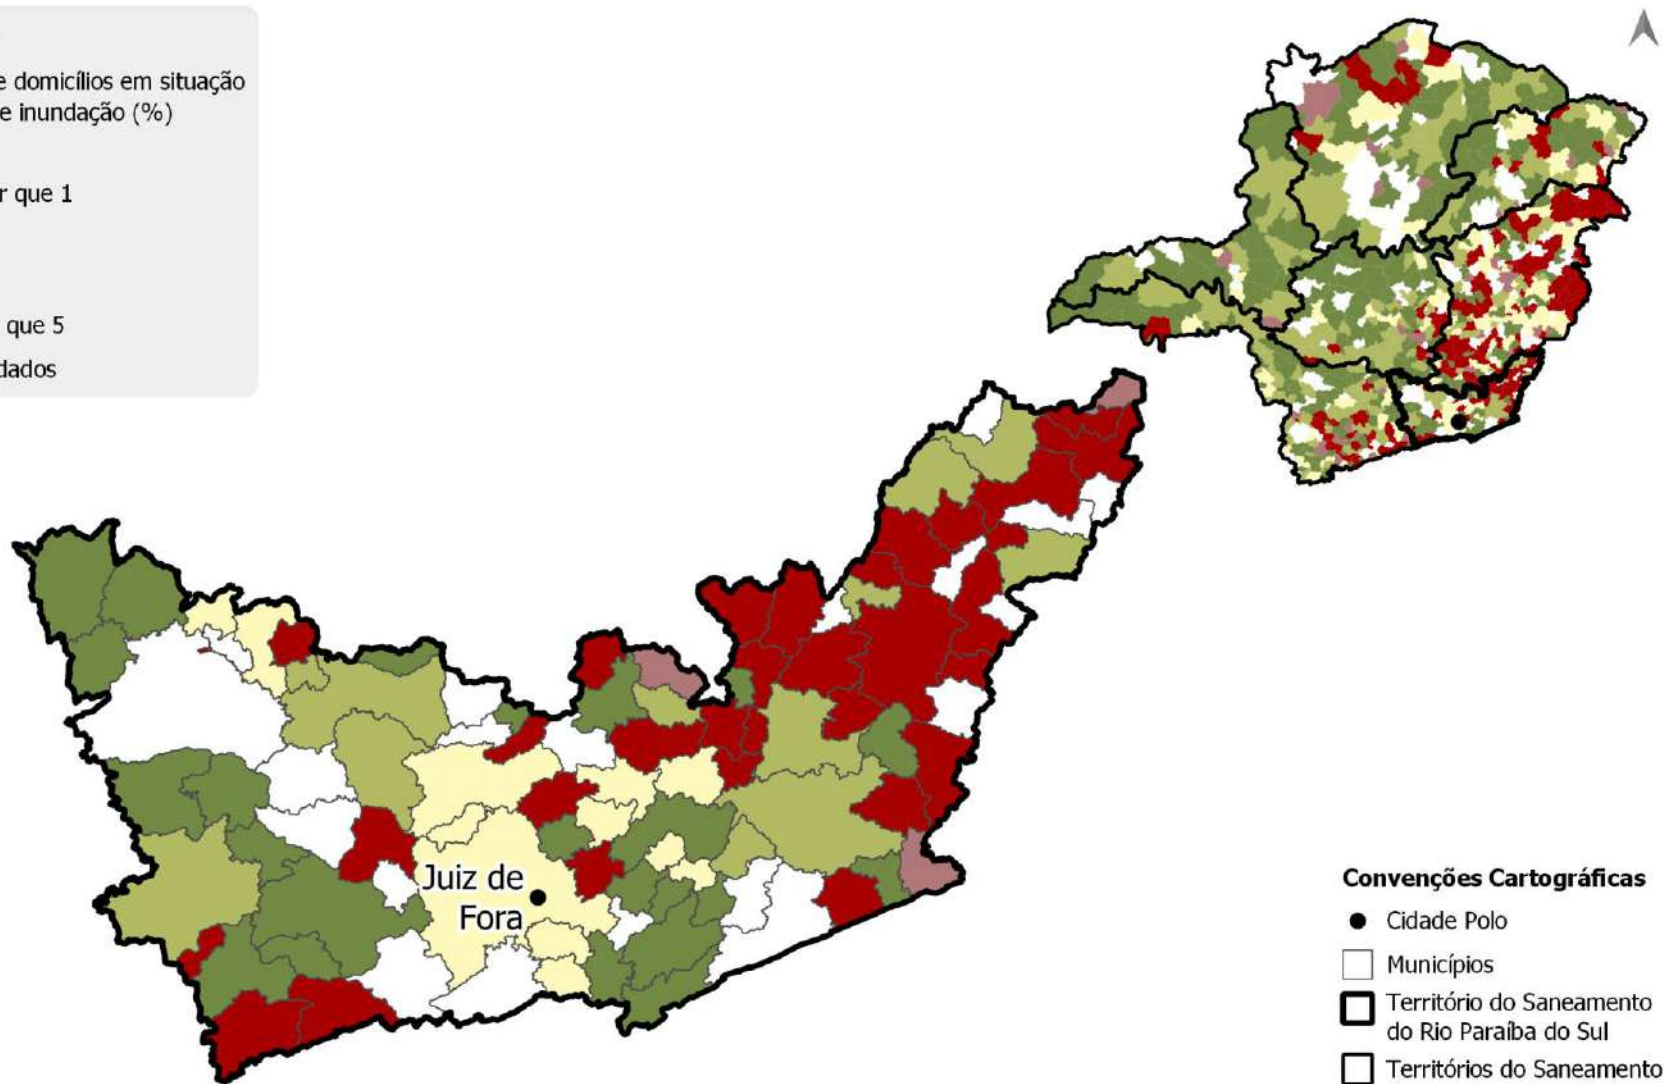 e domicílios em situação
e inundação (%)
r que 1
que 5
dados
Juiz de
Fora
Convenções Cartográficas
Cidade Polo
Municípios
Território do Saneamento
do Rio Paraíba do Sul
Territórios do Saneamento